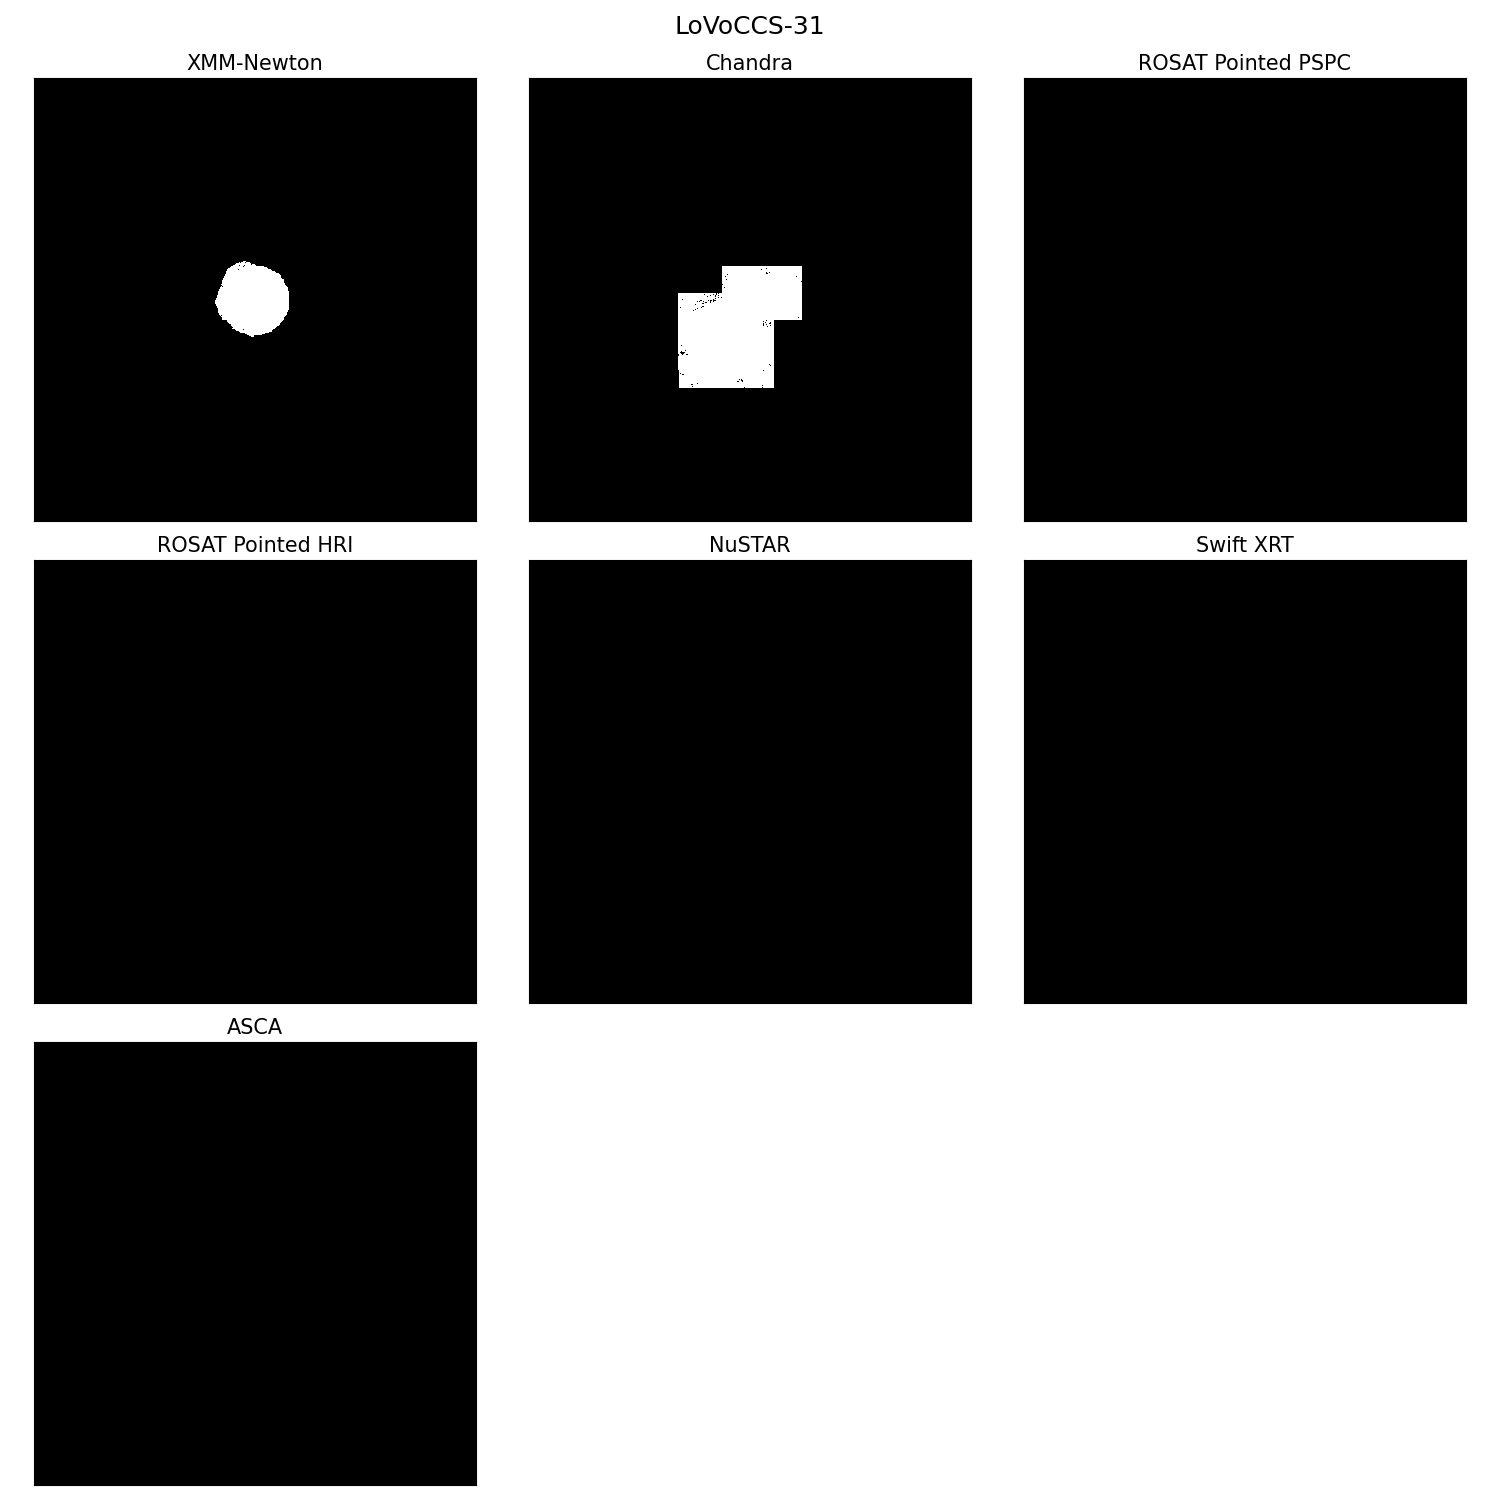 LoVoCCS-31
XMM-Newton
Chandra
ROSAT Pointed PSPC
ROSAT Pointed HRI
NuSTAR
Swift XRT
ASCA